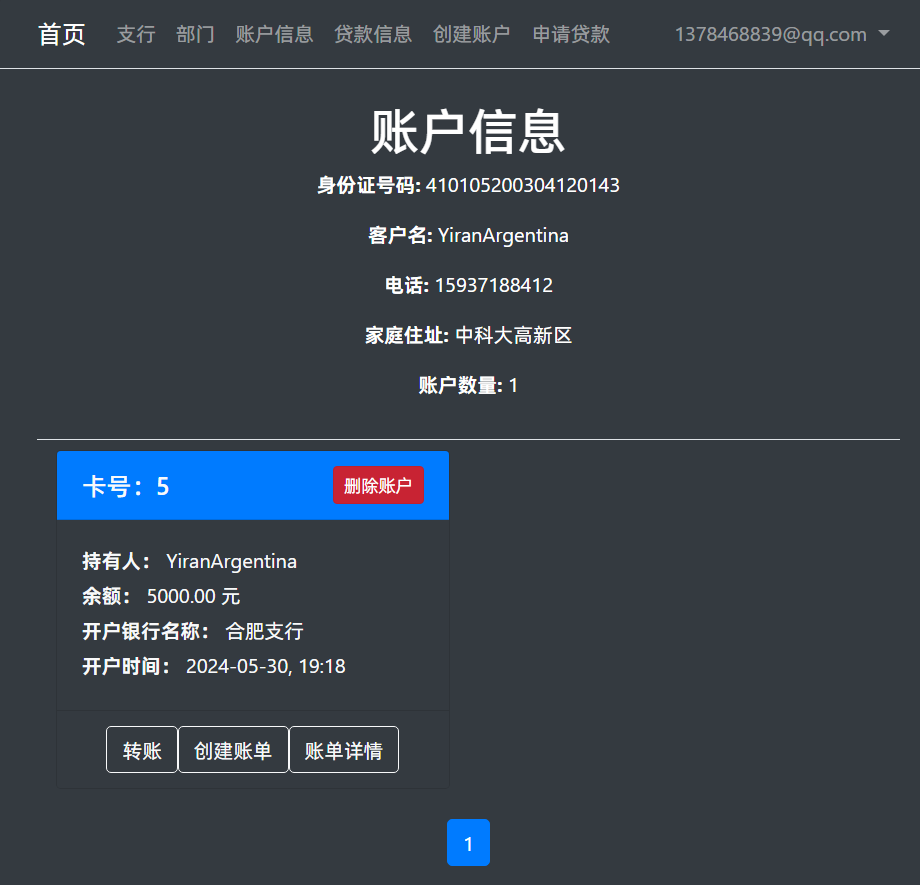 首页 支行 部门 账户信息 贷款信息 创建账户 申请贷款 1378468839@qq.com
账户信息
身份证号码: 410105200304120143
客户名: YiranArgentina
电话: 15937188412
家庭住址: 中科大高新区
账户数量: 1
卡号：5 删除账户
持有人： YiranArgentina
余额： 5000.00 元
开户银行名称： 合肥支行
开户时间： 2024-05-30, 19:18
转账 创建账单 账单详情
1